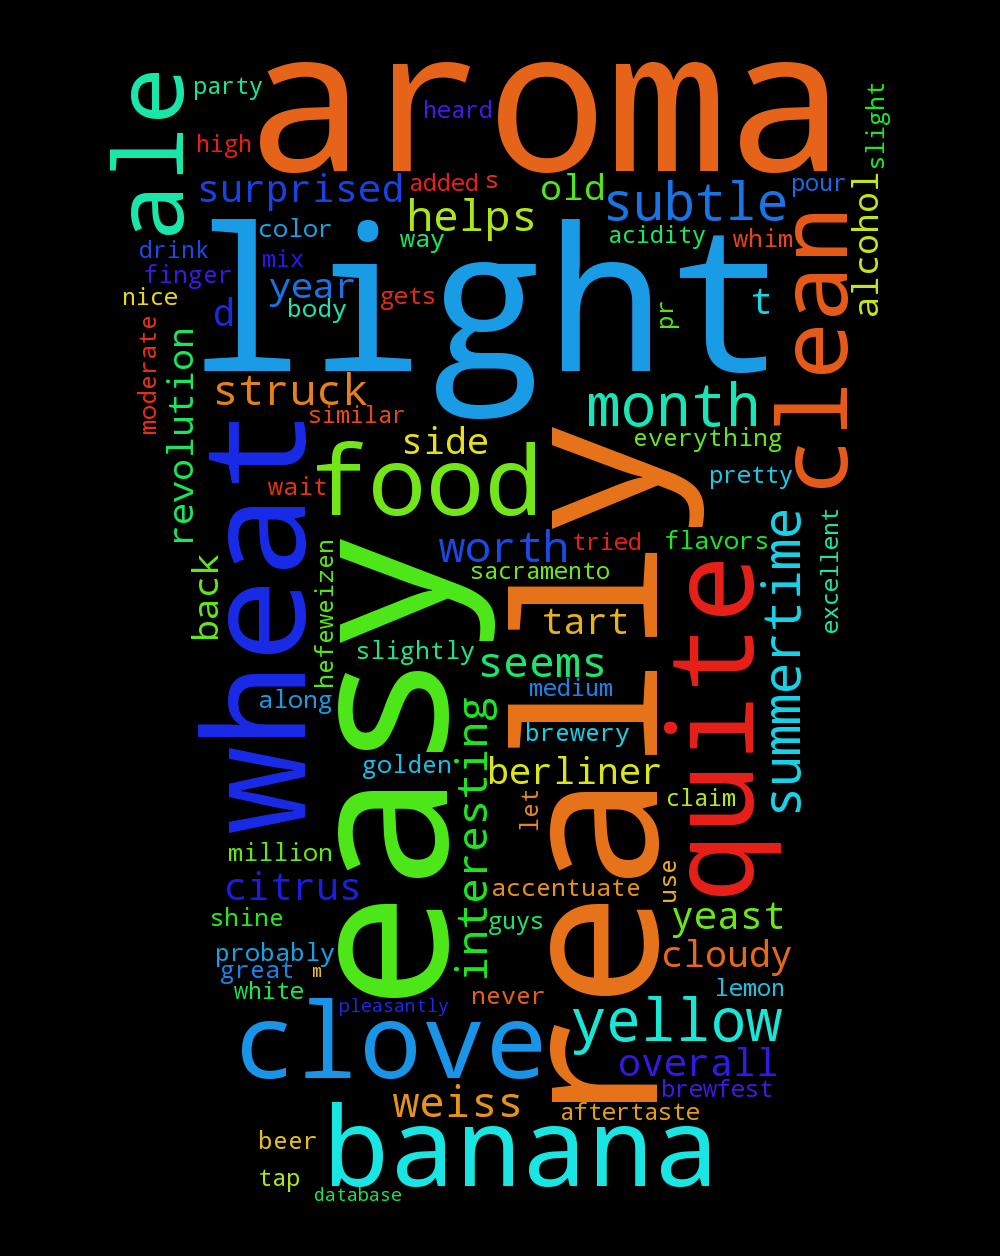 aroma
ale
party
heard
slight
high
surprised
added
s
old
subtle
pour
alcohol
helps
color
way
acidity
whim
clean
drink
light
mix
finger
year
nice
body
gets
t
d
pr
moderate
revolution
struck
similar
month
side
everything
wheat
food
wait
pretty
really
worth
tried
flavors
summertime
excellent
back
hefeweizen
easy
sacramento
quite
tart
slightly
seems
medium
along
interesting
brewery
golden
berliner
let
claim
million
citrus
accentuate
use
shine
guys
yeast
probably
great
m
cloudy
white
pleasantly
never
lemon
clove
yellow
overall
brewfest
weiss
aftertaste
beer
banana
tap
database